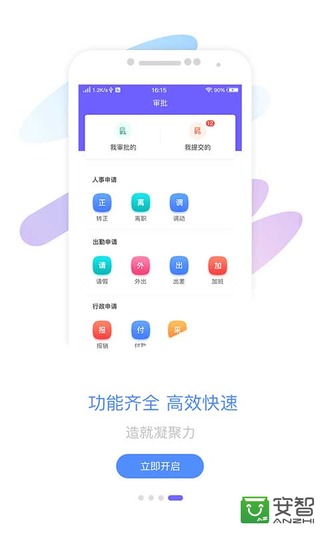 1.2K/s
16:15
90%
审批
12
我审批的 我提交的
人事申请
正 离 调
转正 离职 调动
出勤申请
请 外 出 加
请假 外出 出差 加班
行政申请
报 付 采
报销 付款
功能齐全 高效快速
造就凝聚力
立即开启
安智
ANZHI